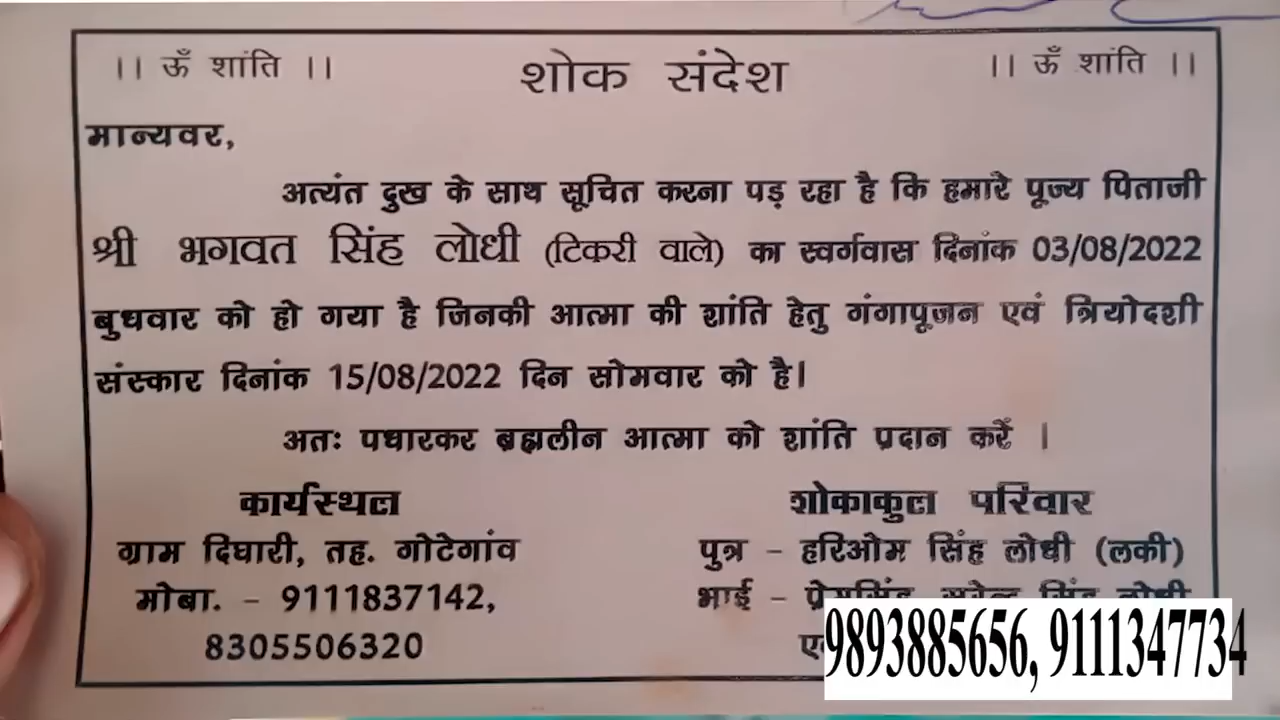 ।। ऊँ शांति ।। शोक संदेश ।। ऊँ शांति ।।
मान्यवर,
अत्यंत दुख के साथ सूचित करना पड़ रहा है कि हमारे पूज्य पिताजी
श्री भगवत सिंह लोधी (टिकरी वाले) का स्वर्गवास दिनांक 03/08/2022
बुधवार को हो गया है जिनकी आत्मा की शांति हेतु गंगापूजन एवं त्रियोदशी
संस्कार दिनांक 15/08/2022 दिन सोमवार को है।
अतः पधारकर ब्रह्मलीन आत्मा को शांति प्रदान करें ।
कार्यस्थल
ग्राम दिघारी, तह. गोटेगांव
मोबा. - 9111837142,
8305506320
शोकाकुल परिवार
पुत्र - हरिओम सिंह लोधी (लकी)
भाई -
9893885656, 9111347734